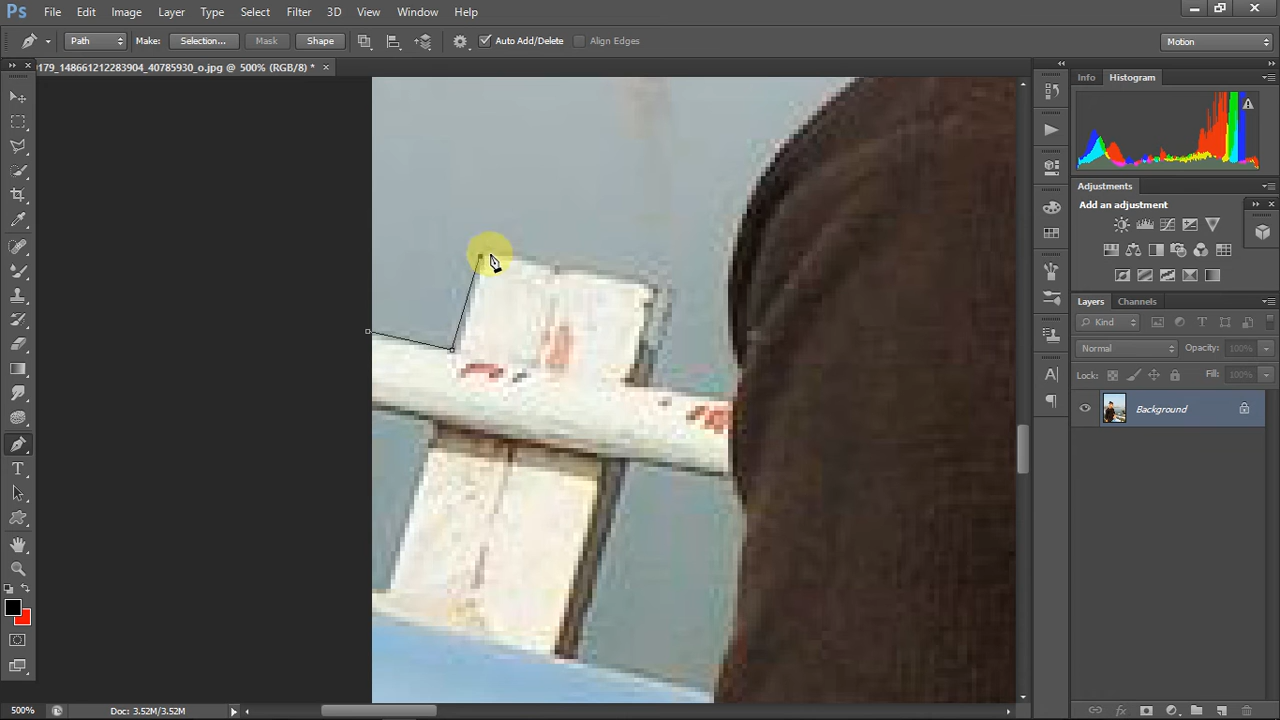 Ps File Edit Image Layer Type Select Filter 3D View Window Help
Path Make: Selection... Mask Shape Auto Add/Delete Align Edges Motion
179_148661212283904_40785930_o.jpg @ 500% (RGB/8) * ×
Info Histogram
Adjustments
Add an adjustment
Layers Channels
Kind
Normal Opacity: 100%
Lock: Fill: 100%
Background
500% Doc: 3.52M/3.52M